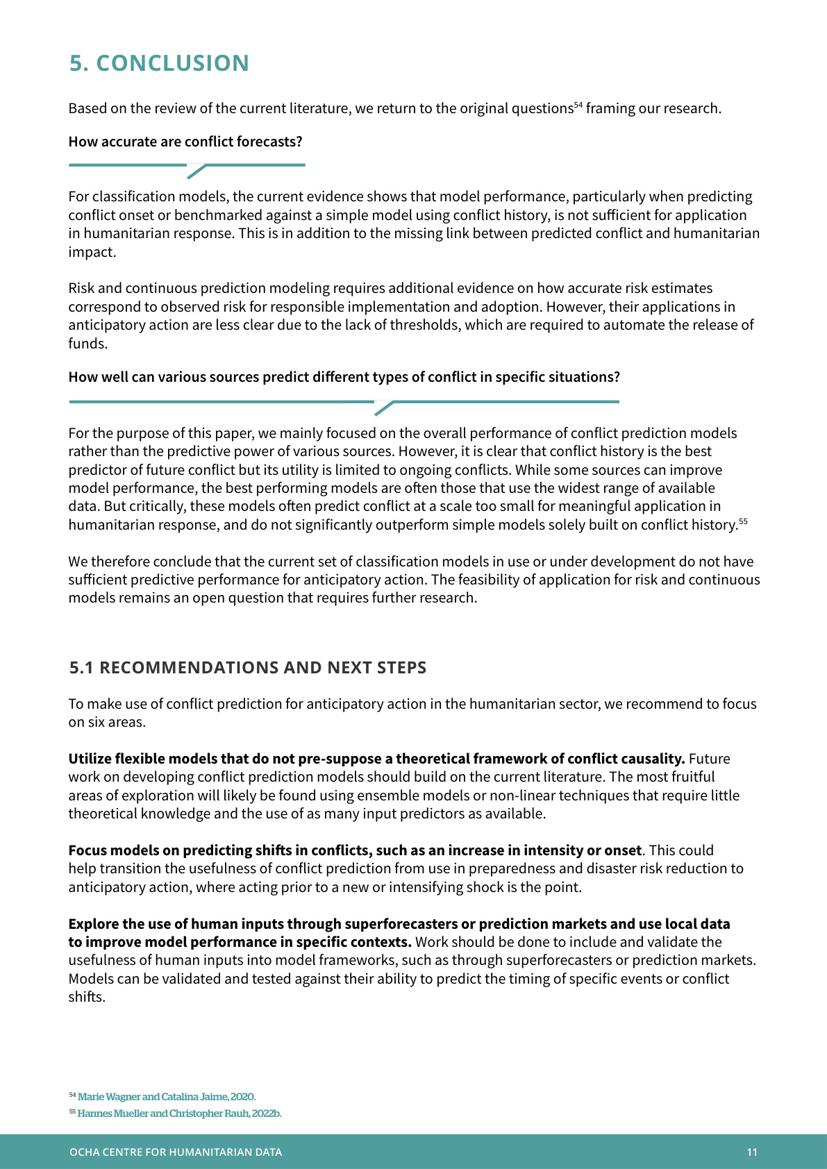 5. CONCLUSION
Based on the review of the current literature, we return to the original questions⁵⁴ framing our research.
How accurate are conflict forecasts?
For classification models, the current evidence shows that model performance, particularly when predicting
conflict onset or benchmarked against a simple model using conflict history, is not sufficient for application
in humanitarian response. This is in addition to the missing link between predicted conflict and humanitarian
impact.
Risk and continuous prediction modeling requires additional evidence on how accurate risk estimates
correspond to observed risk for responsible implementation and adoption. However, their applications in
anticipatory action are less clear due to the lack of thresholds, which are required to automate the release of
funds.
How well can various sources predict different types of conflict in specific situations?
For the purpose of this paper, we mainly focused on the overall performance of conflict prediction models
rather than the predictive power of various sources. However, it is clear that conflict history is the best
predictor of future conflict but its utility is limited to ongoing conflicts. While some sources can improve
model performance, the best performing models are often those that use the widest range of available
data. But critically, these models often predict conflict at a scale too small for meaningful application in
humanitarian response, and do not significantly outperform simple models solely built on conflict history.⁵⁵
We therefore conclude that the current set of classification models in use or under development do not have
sufficient predictive performance for anticipatory action. The feasibility of application for risk and continuous
models remains an open question that requires further research.
5.1 RECOMMENDATIONS AND NEXT STEPS
To make use of conflict prediction for anticipatory action in the humanitarian sector, we recommend to focus
on six areas.
Utilize flexible models that do not pre-suppose a theoretical framework of conflict causality. Future
work on developing conflict prediction models should build on the current literature. The most fruitful
areas of exploration will likely be found using ensemble models or non-linear techniques that require little
theoretical knowledge and the use of as many input predictors as available.
Focus models on predicting shifts in conflicts, such as an increase in intensity or onset. This could
help transition the usefulness of conflict prediction from use in preparedness and disaster risk reduction to
anticipatory action, where acting prior to a new or intensifying shock is the point.
Explore the use of human inputs through superforecasters or prediction markets and use local data
to improve model performance in specific contexts. Work should be done to include and validate the
usefulness of human inputs into model frameworks, such as through superforecasters or prediction markets.
Models can be validated and tested against their ability to predict the timing of specific events or conflict
shifts.
⁵⁴ Marie Wagner and Catalina Jaime, 2020.
⁵⁵ Hannes Mueller and Christopher Rauh, 2022b.
OCHA CENTRE FOR HUMANITARIAN DATA 11